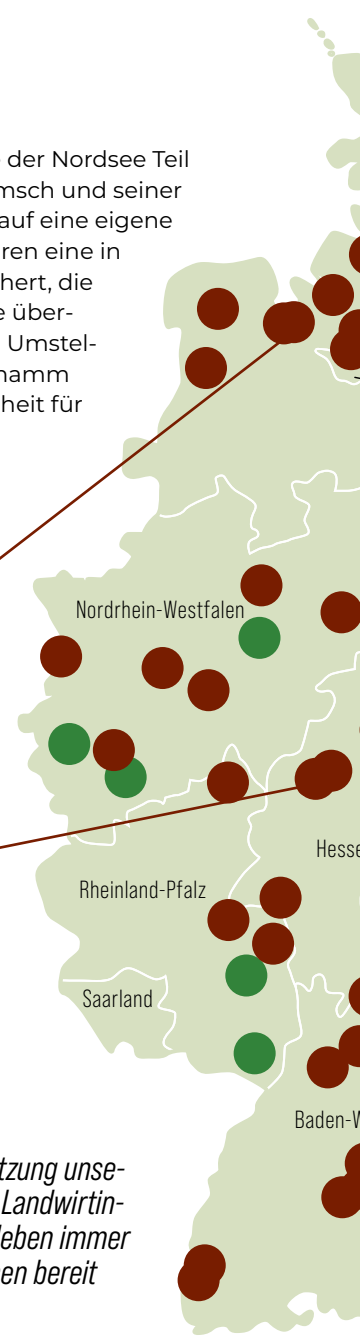 der Nordsee Teil
msch und seiner
auf eine eigene
ren eine in
hert, die
e über-
Umstel-
namm
heit für
Nordrhein-Westfalen
Hesse
Rheinland-Pfalz
Saarland
Baden-W
tzung unse-
Landwirtin-
leben immer
en bereit